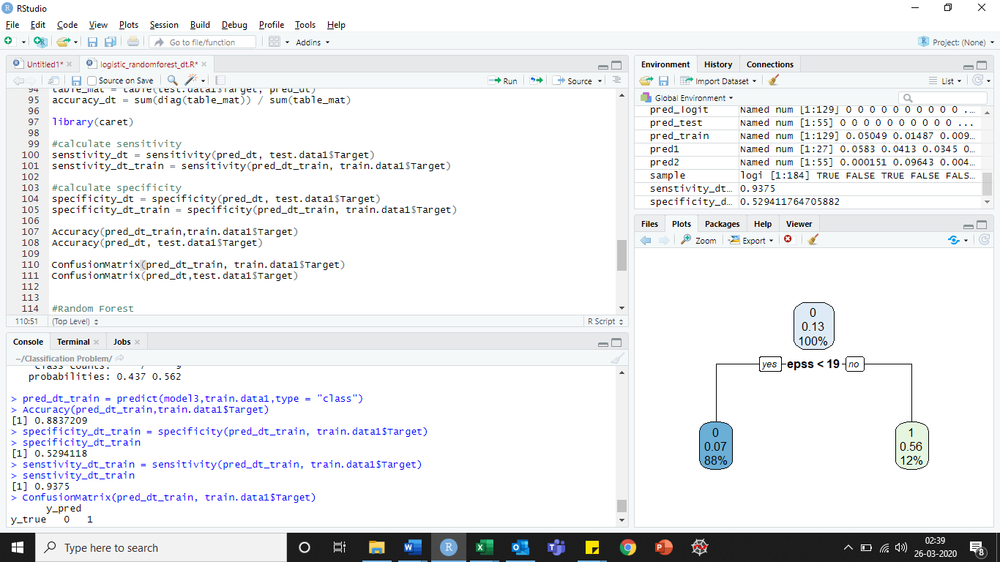 RStudio
File Edit Code View Plots Session Build Debug Profile Tools Help
Go to file/function Addins
Project: (None)
Untitled1*
logistic_randomforest_dt.R*
Source on Save
Run
Source
94 table_mat = table(test.data1$Target, pred_dt)
95 accuracy_dt = sum(diag(table_mat)) / sum(table_mat)
96
97 library(caret)
98
99 #calculate sensitivity
100 senstivity_dt = sensitivity(pred_dt, test.data1$Target)
101 senstivity_dt_train = sensitivity(pred_dt_train, train.data1$Target)
102
103 #calculate specificity
104 specificity_dt = specificity(pred_dt, test.data1$Target)
105 specificity_dt_train = specificity(pred_dt_train, train.data1$Target)
106
107 Accuracy(pred_dt_train,train.data1$Target)
108 Accuracy(pred_dt, test.data1$Target)
109
110 ConfusionMatrix(pred_dt_train, train.data1$Target)
111 ConfusionMatrix(pred_dt,test.data1$Target)
112
113
114 #Random Forest
110:51 (Top Level) R Script
Console Terminal Jobs
~/Classification Problem/
class counts: 7 9
probabilities: 0.437 0.562
> pred_dt_train = predict(model3,train.data1,type = "class")
> Accuracy(pred_dt_train,train.data1$Target)
[1] 0.8837209
> specificity_dt_train = specificity(pred_dt_train, train.data1$Target)
> specificity_dt_train
[1] 0.5294118
> senstivity_dt_train = sensitivity(pred_dt_train, train.data1$Target)
> senstivity_dt_train
[1] 0.9375
> ConfusionMatrix(pred_dt_train, train.data1$Target)
y_pred
y_true 0 1
Environment History Connections
Import Dataset List
Global Environment
pred_logit Named num [1:129] 0 0 0 0 0 0 0 0 0 0 ...
pred_test Named num [1:55] 0 0 0 0 0 0 0 0 0 0 ...
pred_train Named num [1:129] 0.05049 0.01487 0.009…
pred1 Named num [1:27] 0.0583 0.0413 0.0345 0…
pred2 Named num [1:55] 0.000151 0.09643 0.004…
sample logi [1:184] TRUE FALSE TRUE FALSE FALS…
senstivity_dt… 0.9375
specificity_d… 0.529411764705882
Files Plots Packages Help Viewer
Zoom Export
0
0.13
100%
yes epss < 19 no
0
0.07
88%
1
0.56
12%
Type here to search
02:39
26-03-2020
8